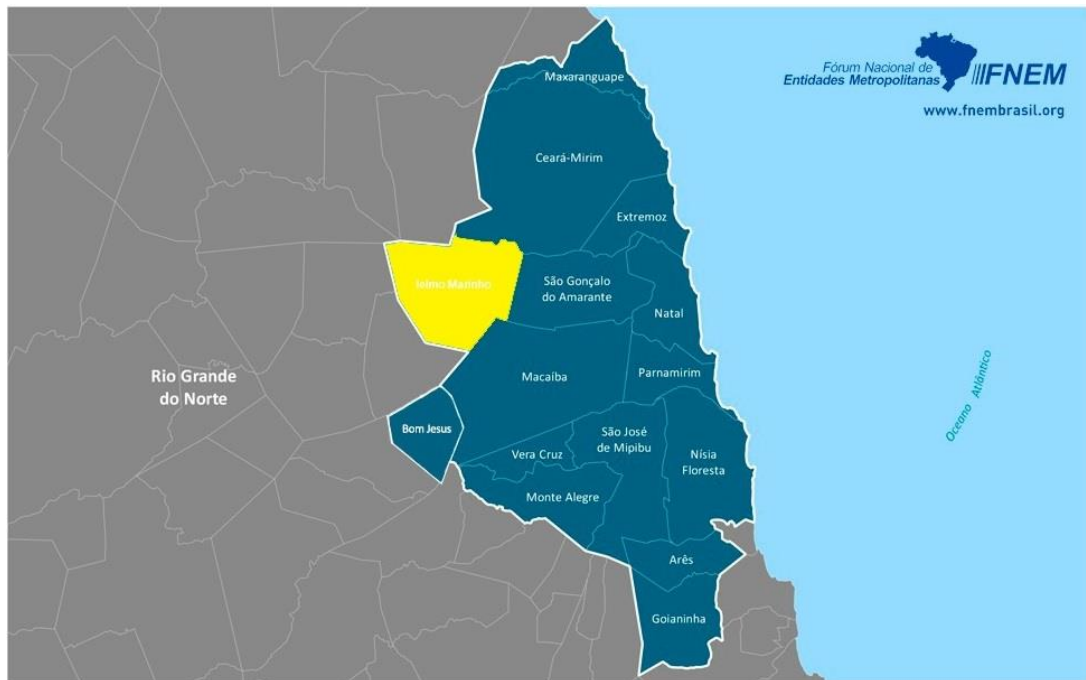 Maxaranguape
Fórum Nacional de
Entidades Metropolitanas
FNEM
www.fnembrasil.org
Ceará-Mirim
Extremoz
Ielmo Marinho
São Gonçalo
do Amarante
Natal
Rio Grande
do Norte
Macaíba
Parnamirim
Oceano Atlântico
Bom Jesus
São José
de Mipibu
Vera Cruz
Nísia
Floresta
Monte Alegre
Arês
Goianinha